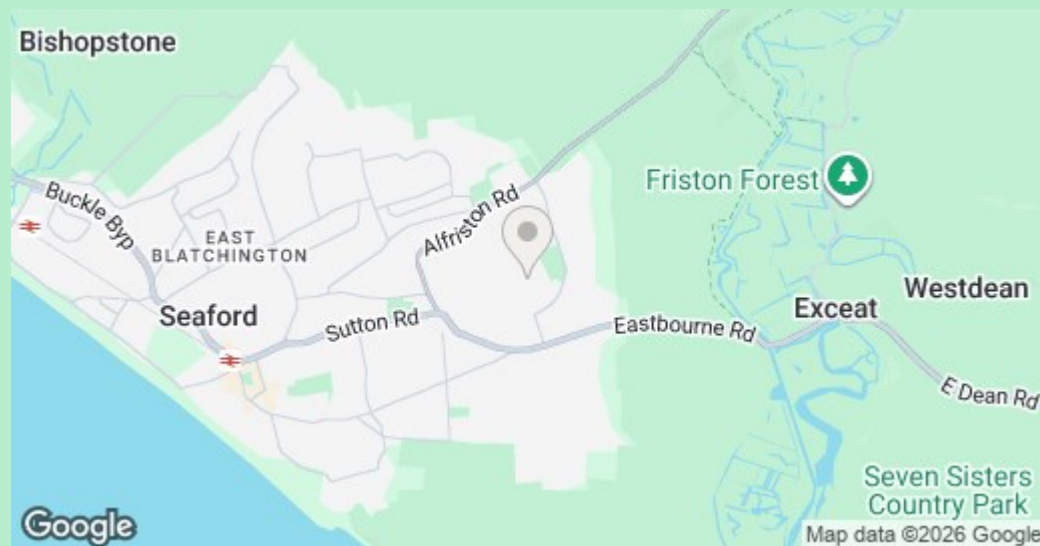 Bishopstone
Buckle Byp
EAST
BLATCHINGTON
Alfriston Rd
Friston Forest
Seaford
Sutton Rd
Eastbourne Rd
Exceat
Westdean
E Dean Rd
Seven Sisters
Country Park
Google
Map data ©2026 Google